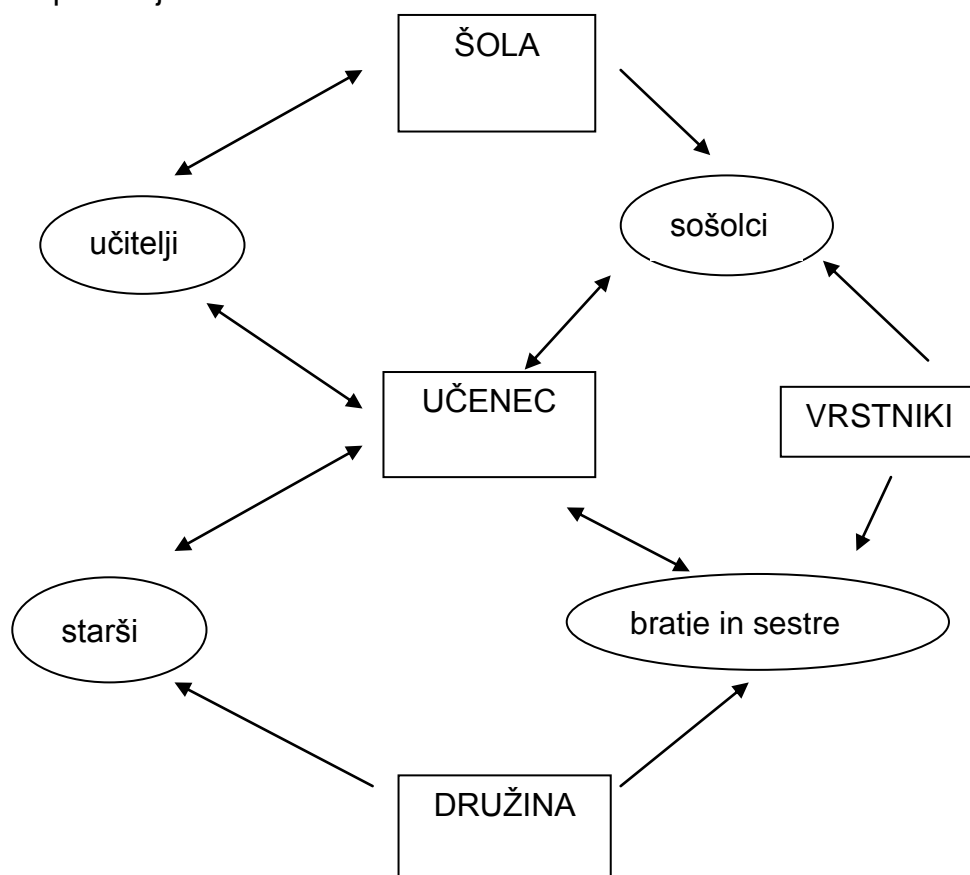 ŠOLA
učitelji
sošolci
UČENEC
VRSTNIKI
starši
bratje in sestre
DRUŽINA